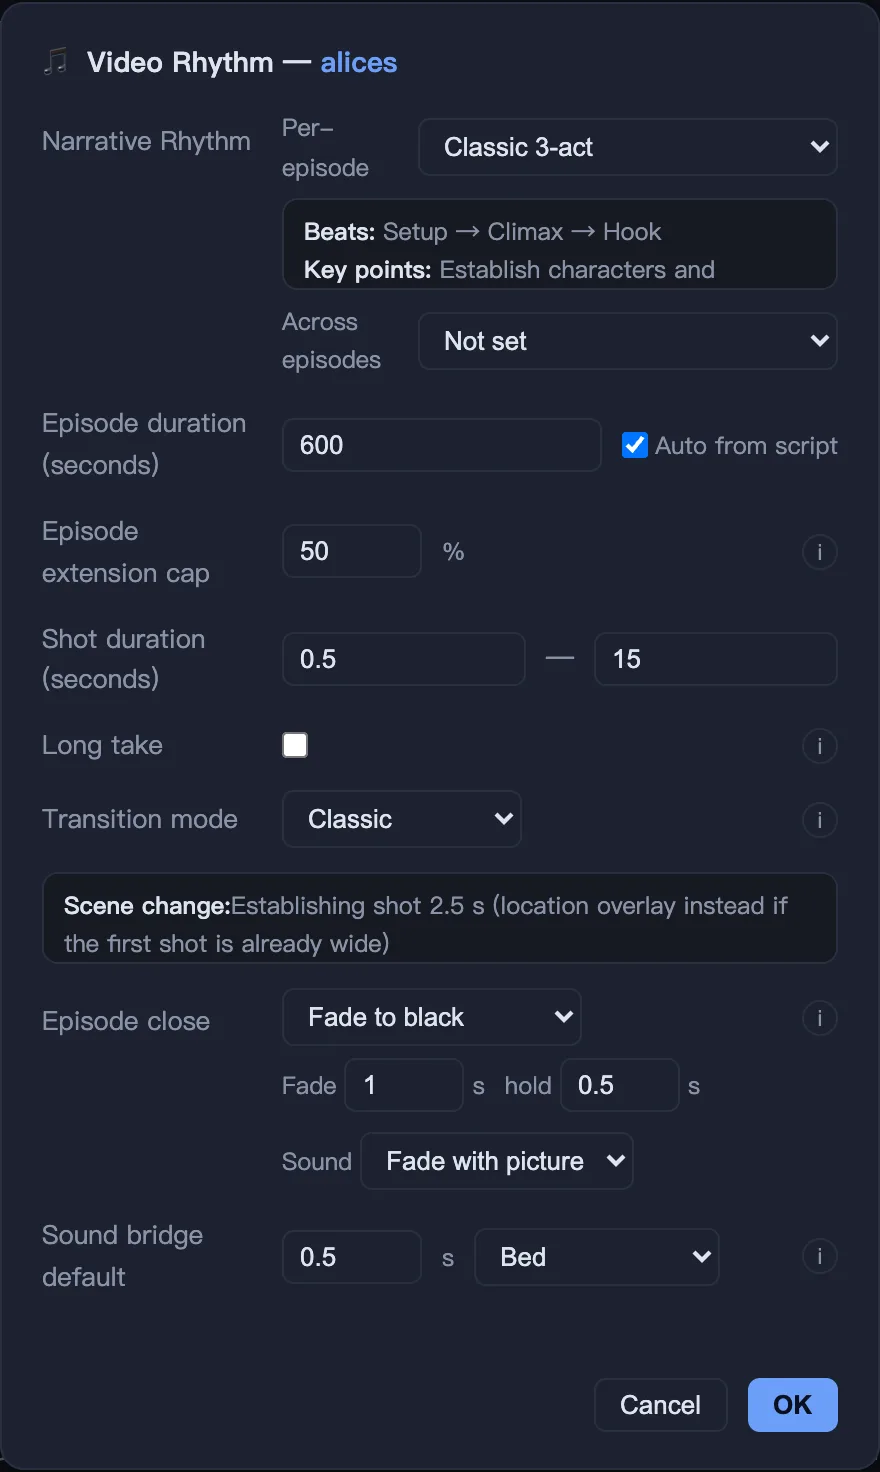 Video Rhythm — alices
Narrative Rhythm
Per-
episode
Classic 3-act
Beats: Setup → Climax → Hook
Key points: Establish characters and
Across
episodes
Not set
Episode duration
(seconds)
600
Auto from script
Episode
extension cap
50
%
i
Shot duration
(seconds)
0.5
—
15
Long take
i
Transition mode
Classic
i
Scene change:Establishing shot 2.5 s (location overlay instead if
the first shot is already wide)
Episode close
Fade to black
i
Fade 1 s hold 0.5 s
Sound Fade with picture
Sound bridge
default
0.5 s Bed
i
Cancel
OK